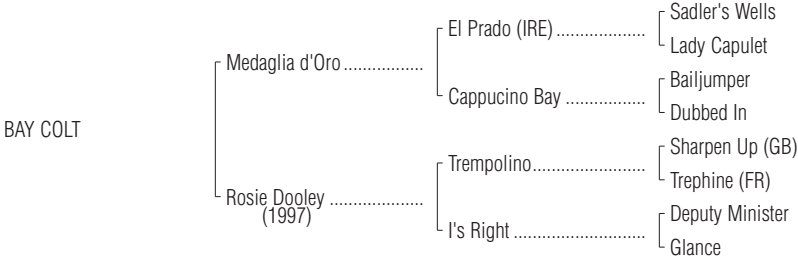 Sadler's Wells
El Prado (IRE) ...................
Lady Capulet
Medaglia d'Oro .................
Bailjumper
Cappucino Bay .................
Dubbed In
BAY COLT
Sharpen Up (GB)
Trempolino........................
Trephine (FR)
Rosie Dooley ....................
(1997)
Deputy Minister
I's Right ............................
Glance